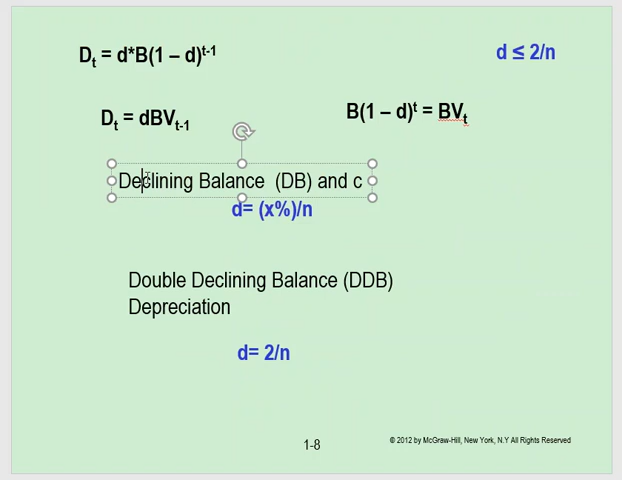 Dt = d*B(1 – d)t-1
d ≤ 2/n
Dt = dBVt-1
B(1 – d)t = BVt
Declining Balance (DB) and c
d= (x%)/n
Double Declining Balance (DDB)
Depreciation
d= 2/n
1-8
© 2012 by McGraw-Hill, New York, N.Y All Rights Reserved